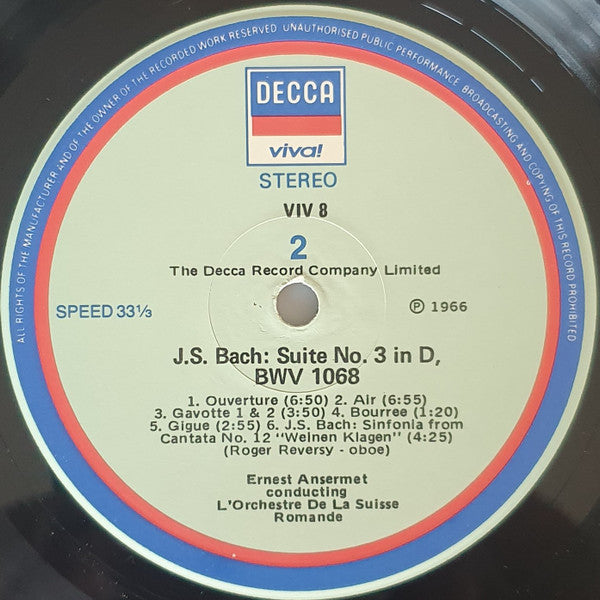 ALL RIGHTS OF THE MANUFACTURER AND OF THE OWNER OF THE RECORDED WORK RESERVED UNAUTHORISED PUBLIC PERFORMANCE, BROADCASTING AND COPYING OF THIS RECORD PROHIBITED
DECCA
viva!
STEREO
VIV 8
2
The Decca Record Company Limited
SPEED 33⅓
℗ 1966
J.S. Bach: Suite No. 3 in D,
BWV 1068
1. Ouverture (6:50) 2. Air (6:55)
3. Gavotte 1 & 2 (3:50) 4. Bourree (1:20)
5. Gigue (2:55) 6. J.S. Bach: Sinfonia from
Cantata No. 12 "Weinen Klagen" (4:25)
(Roger Reversy - oboe)
Ernest Ansermet
conducting
L'Orchestre De La Suisse
Romande